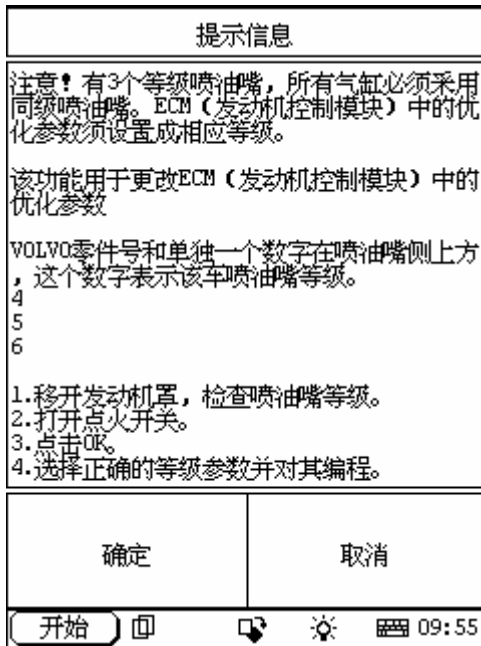 提示信息
注意！有3个等级喷油嘴，所有气缸必须采用
同级喷油嘴。ECM（发动机控制模块）中的优
化参数须设置成相应等级。
该功能用于更改ECM（发动机控制模块）中的
优化参数
VOLVO零件号和单独一个数字在喷油嘴侧上方
，这个数字表示该车喷油嘴等级。
4
5
6
1.移开发动机罩，检查喷油嘴等级。
2.打开点火开关。
3.点击OK。
4.选择正确的等级参数并对其编程。
确定
取消
开始
09:55